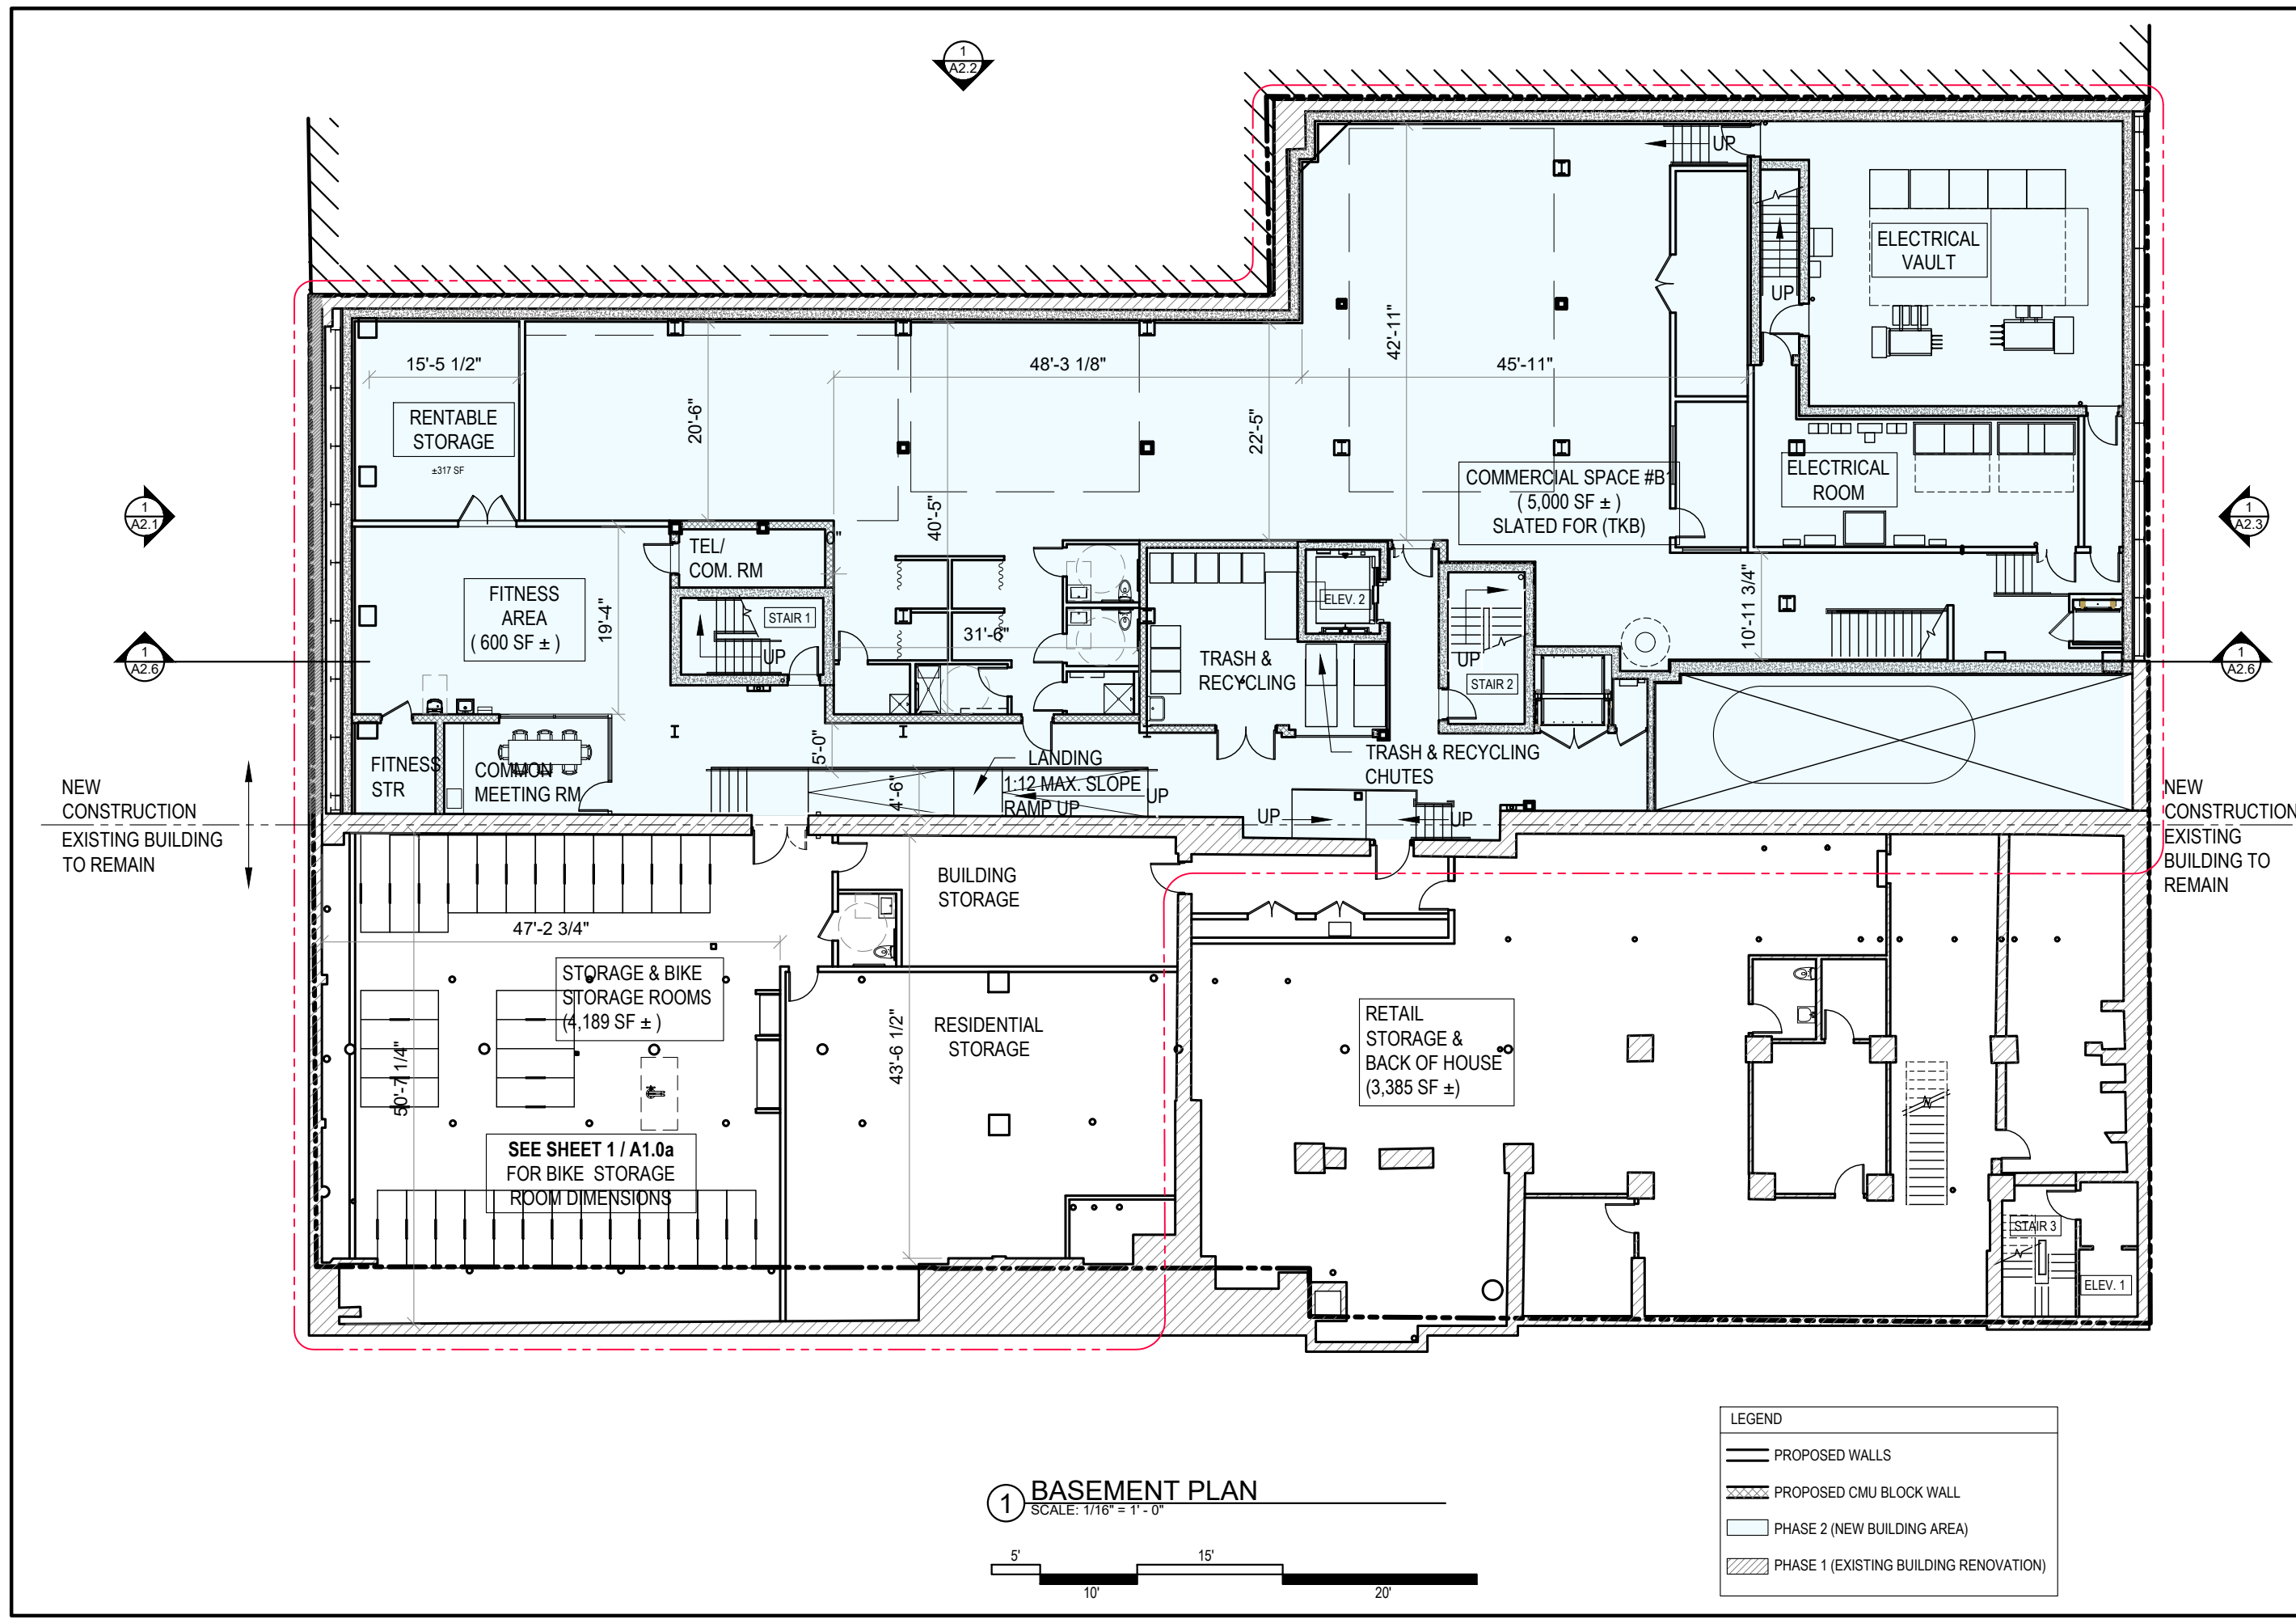 1
A2.2
UP
ELECTRICAL
VAULT
UP
15'-5 1/2"
48'-3 1/8"
45'-11"
42'-11"
20'-6"
22'-5"
RENTABLE
STORAGE
±317 SF
COMMERCIAL SPACE #B1
( 5,000 SF ± )
SLATED FOR (TKB)
ELECTRICAL
ROOM
1
A2.1
1
A2.3
40'-5"
0"
TEL/
COM. RM
FITNESS
AREA
( 600 SF ± )
19'-4"
STAIR 1
UP
31'-6"
ELEV. 2
10'-11 3/4"
TRASH &
RECYCLING
UP
STAIR 2
1
A2.6
1
A2.6
5'-0"
LANDING
TRASH & RECYCLING
CHUTES
FITNESS
STR
COMMON
MEETING RM
4'-6"
1:12 MAX. SLOPE
RAMP UP
UP
UP
UP
NEW
CONSTRUCTION
EXISTING BUILDING
TO REMAIN
NEW
CONSTRUCTION
EXISTING
BUILDING TO
REMAIN
BUILDING
STORAGE
47'-2 3/4"
STORAGE & BIKE
STORAGE ROOMS
(4,189 SF ± )
50'-7 1/4"
43'-6 1/2"
RESIDENTIAL
STORAGE
RETAIL
STORAGE &
BACK OF HOUSE
(3,385 SF ±)
SEE SHEET 1 / A1.0a
FOR BIKE STORAGE
ROOM DIMENSIONS
STAIR 3
ELEV. 1
LEGEND
PROPOSED WALLS
PROPOSED CMU BLOCK WALL
PHASE 2 (NEW BUILDING AREA)
PHASE 1 (EXISTING BUILDING RENOVATION)
1
BASEMENT PLAN
SCALE: 1/16" = 1' - 0"
5'
15'
10'
20'